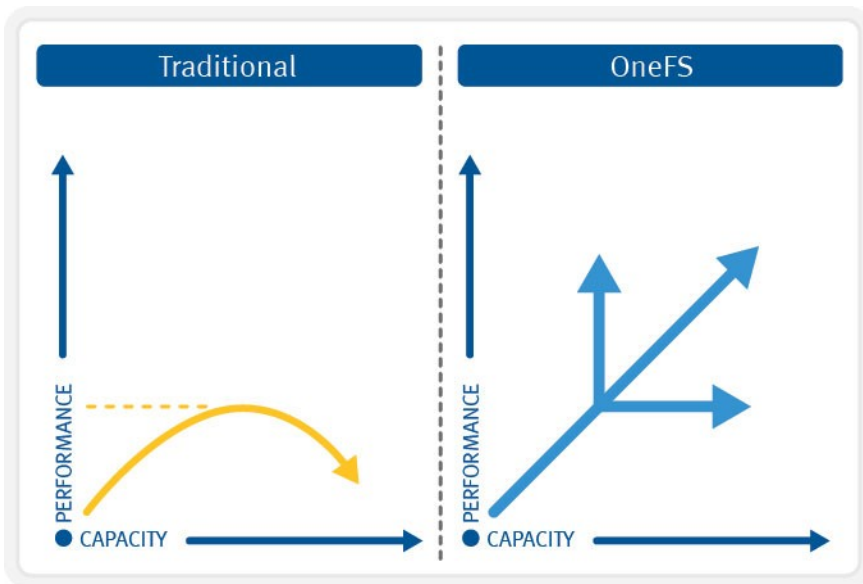 Traditional
PERFORMANCE
CAPACITY
OneFS
PERFORMANCE
CAPACITY